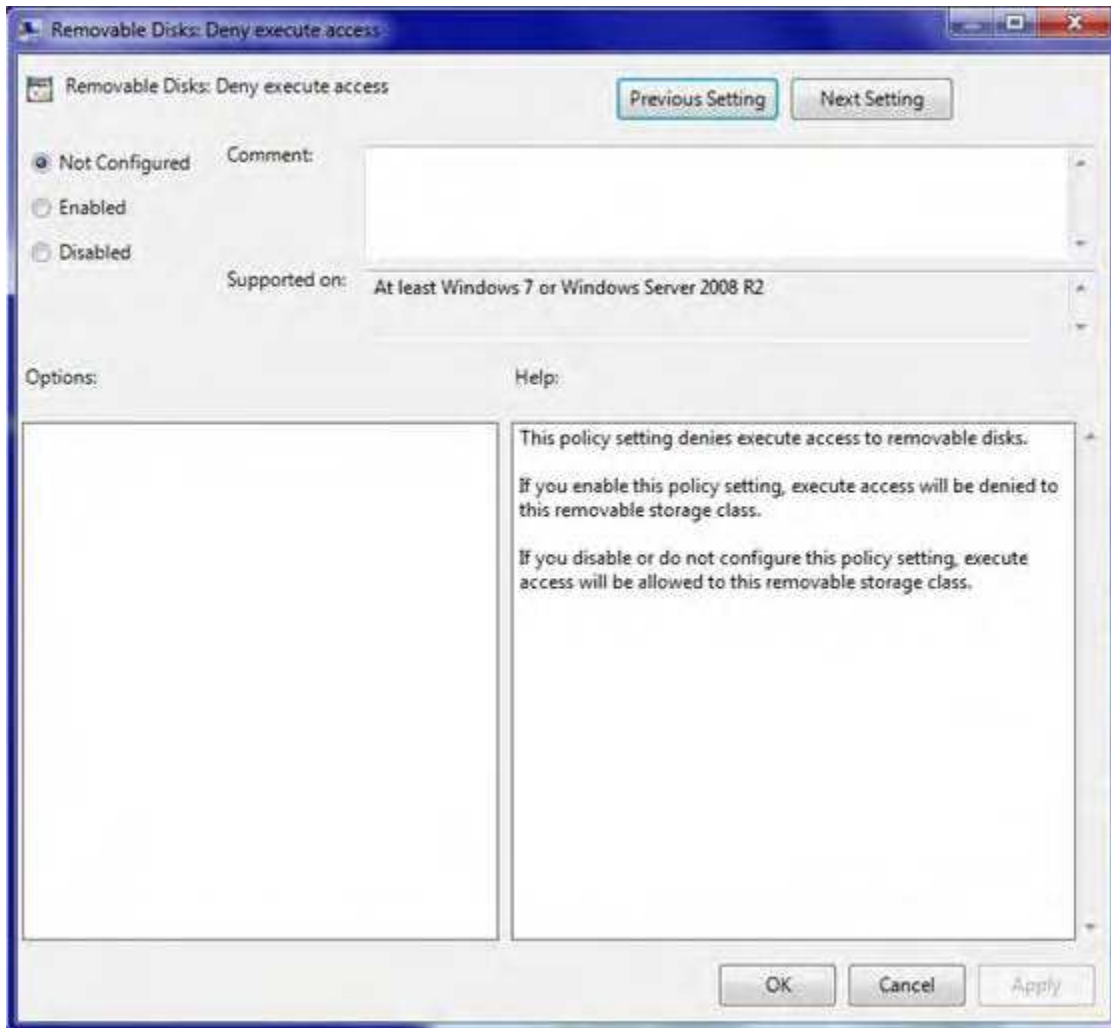 Removable Disks: Deny execute access
Removable Disks: Deny execute access
Previous Setting
Next Setting
Not Configured
Enabled
Disabled
Comment:
Supported on:
At least Windows 7 or Windows Server 2008 R2
Options:
Help:
This policy setting denies execute access to removable disks.
If you enable this policy setting, execute access will be denied to
this removable storage class.
If you disable or do not configure this policy setting, execute
access will be allowed to this removable storage class.
OK
Cancel
Apply